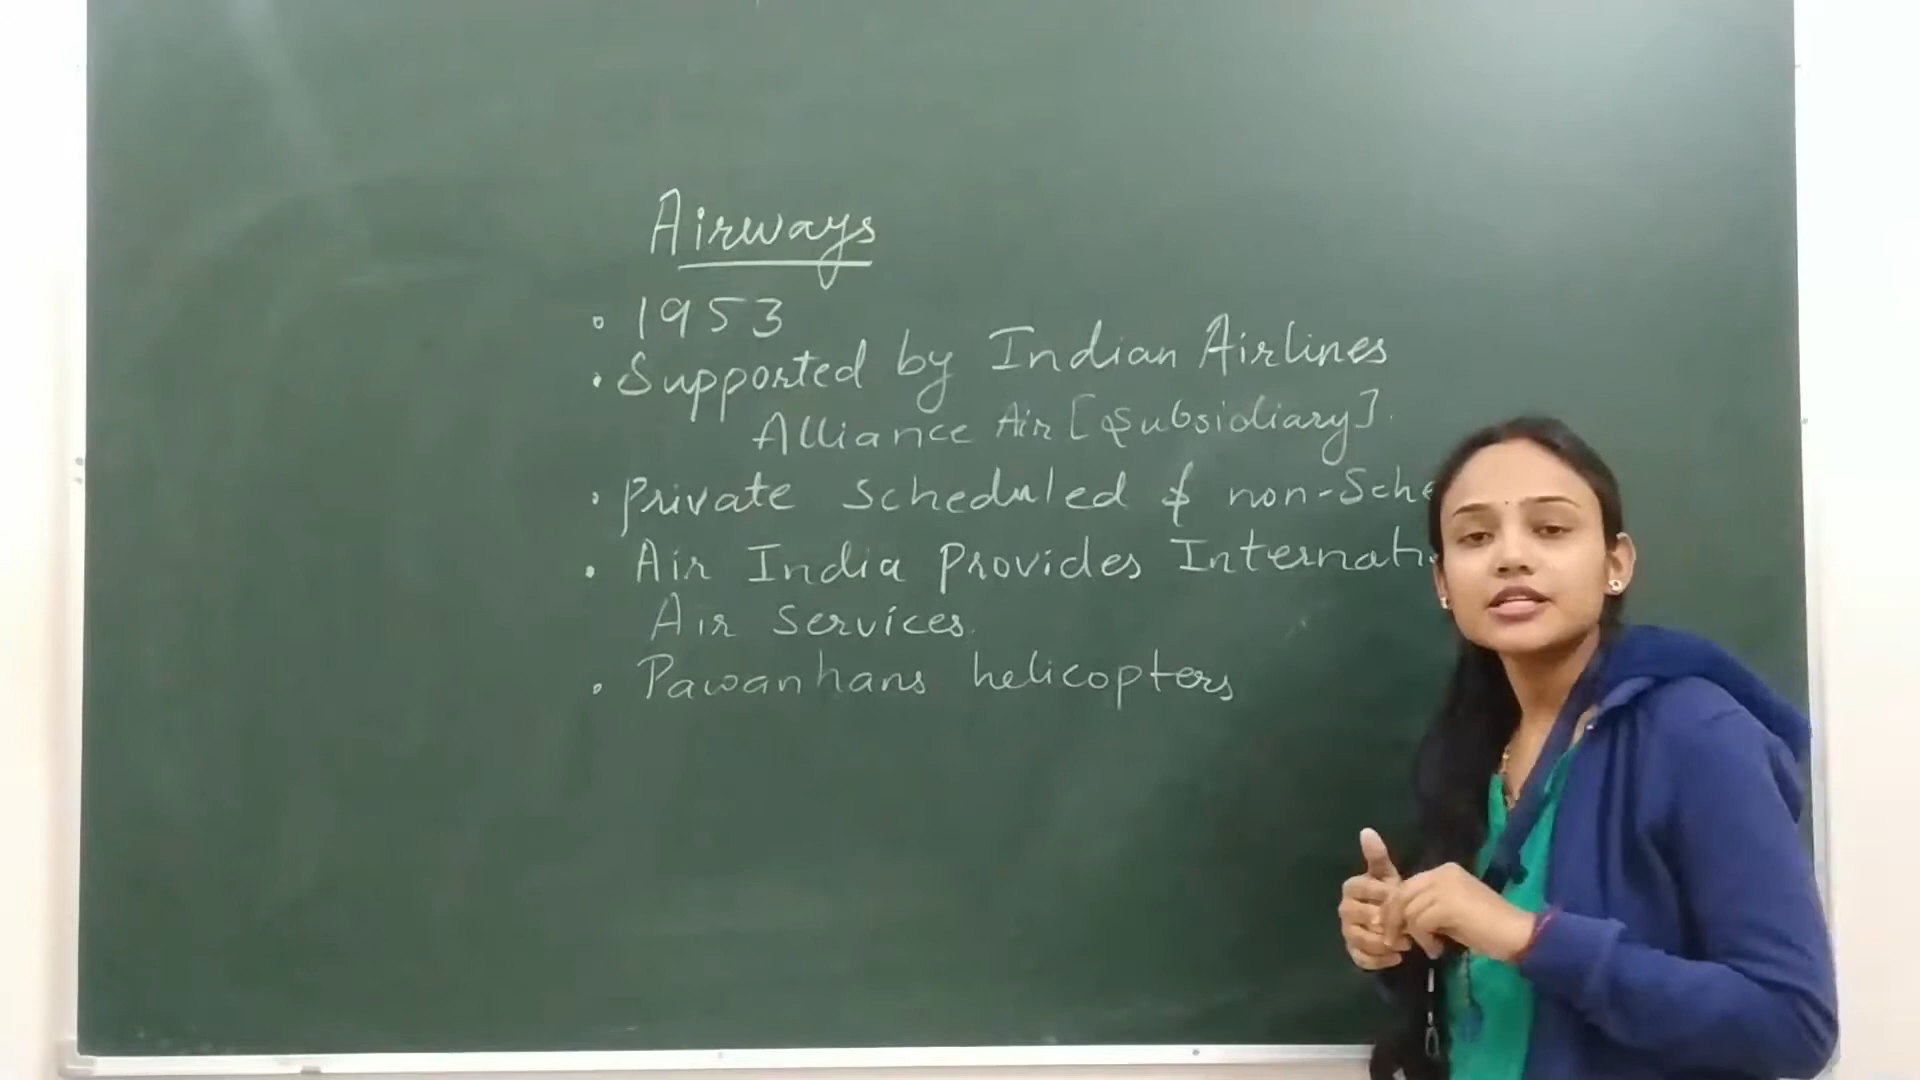 Airways
• 1953
• Supported by Indian Airlines
Alliance Air [Subsidiary].
• Private scheduled & non-Sche
• Air India Provides Internati
Air Services.
• Pawanhans helicopters